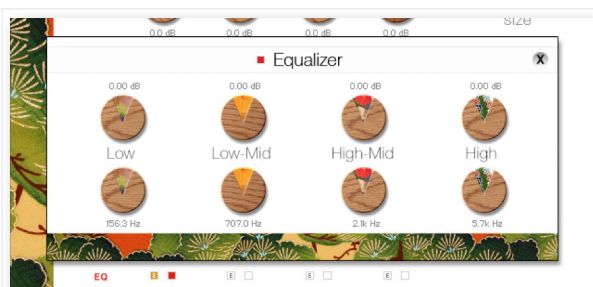 size
0.0 dB 0.0 dB 0.0 dB 0.0 dB
Equalizer X
0.00 dB 0.00 dB 0.00 dB 0.00 dB
Low Low-Mid High-Mid High
156.3 Hz 707.0 Hz 2.1k Hz 5.7k Hz
EQ E E E E